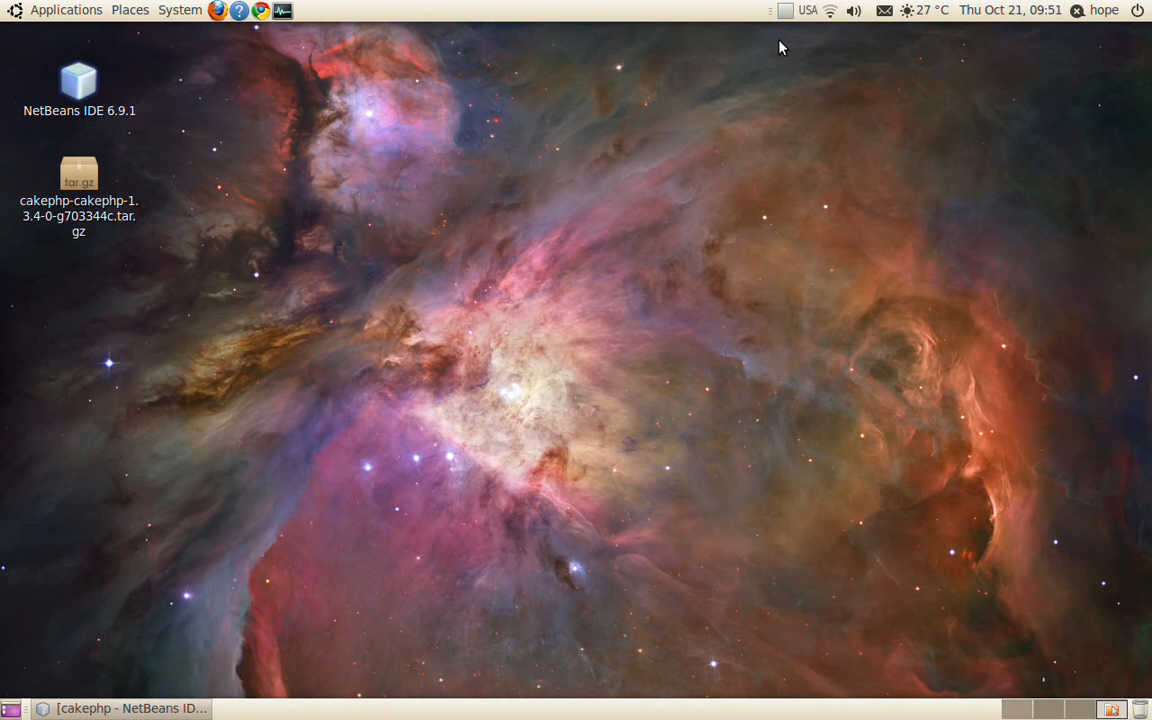 Applications Places System USA 27 °C Thu Oct 21, 09:51 hope
NetBeans IDE 6.9.1
tar.gz
cakephp-cakephp-1.
3.4-0-g703344c.tar.
gz
[cakephp - NetBeans ID...